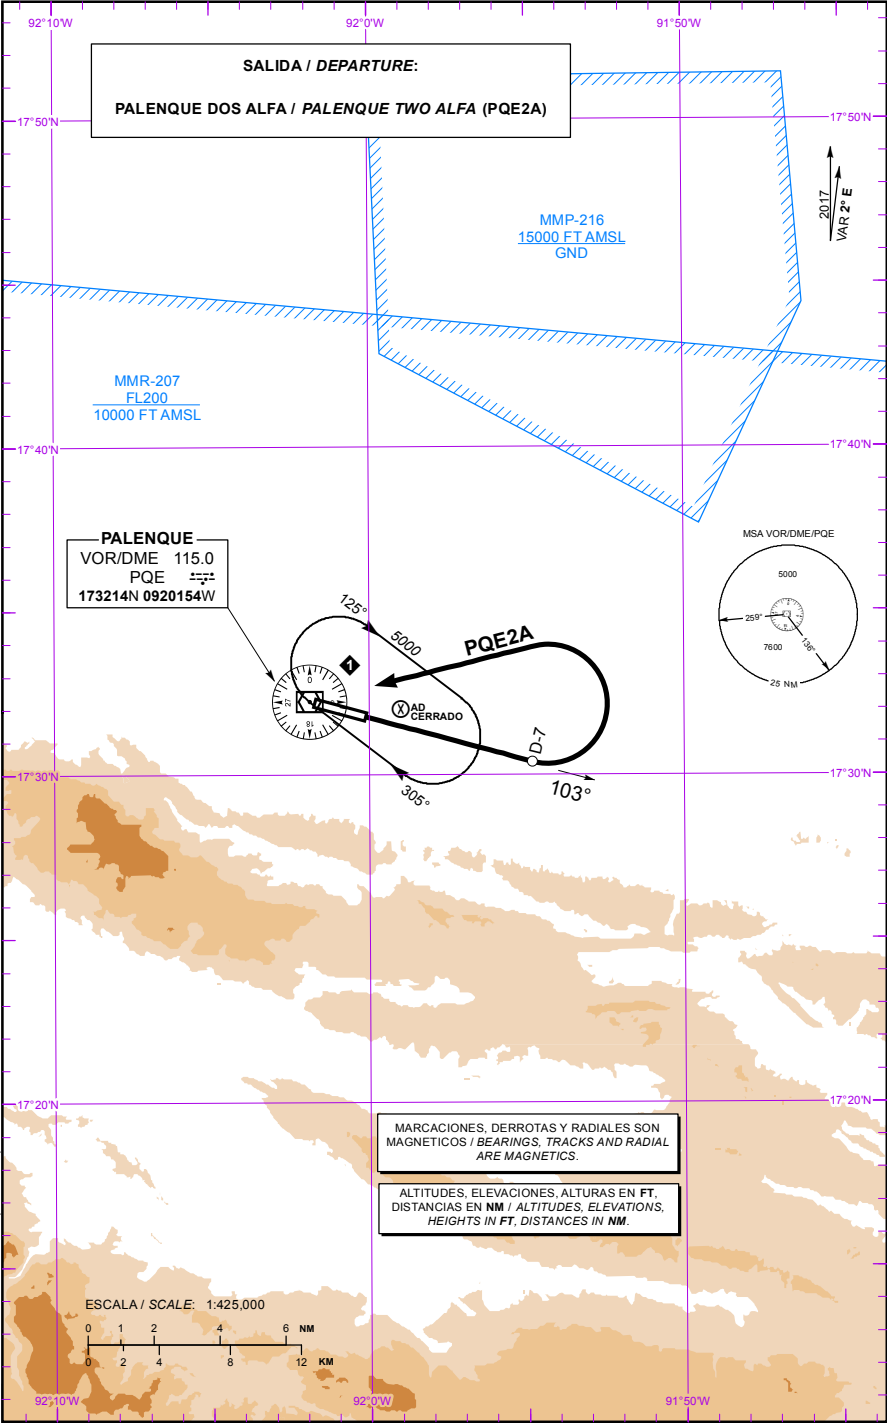 92°10'W
92°0'W
91°50'W
SALIDA / DEPARTURE:
PALENQUE DOS ALFA / PALENQUE TWO ALFA (PQE2A)
17°50'N
17°50'N
2017
VAR 2° E
MMP-216
15000 FT AMSL
GND
MMR-207
FL200
10000 FT AMSL
17°40'N
17°40'N
PALENQUE
VOR/DME 115.0
PQE
173214N 0920154W
MSA VOR/DME/PQE
5000
259°
136°
7600
25 NM
125°
5000
PQE2A
1
0
27
18
AD
CERRADO
X
D-7
103°
305°
17°30'N
17°30'N
17°20'N
17°20'N
MARCACIONES, DERROTAS Y RADIALES SON
MAGNETICOS / BEARINGS, TRACKS AND RADIAL
ARE MAGNETICS.
ALTITUDES, ELEVACIONES, ALTURAS EN FT,
DISTANCIAS EN NM / ALTITUDES, ELEVATIONS,
HEIGHTS IN FT, DISTANCES IN NM.
ESCALA / SCALE: 1:425,000
0 1 2 4 6 NM
0 2 4 8 12 KM
92°10'W
92°0'W
91°50'W